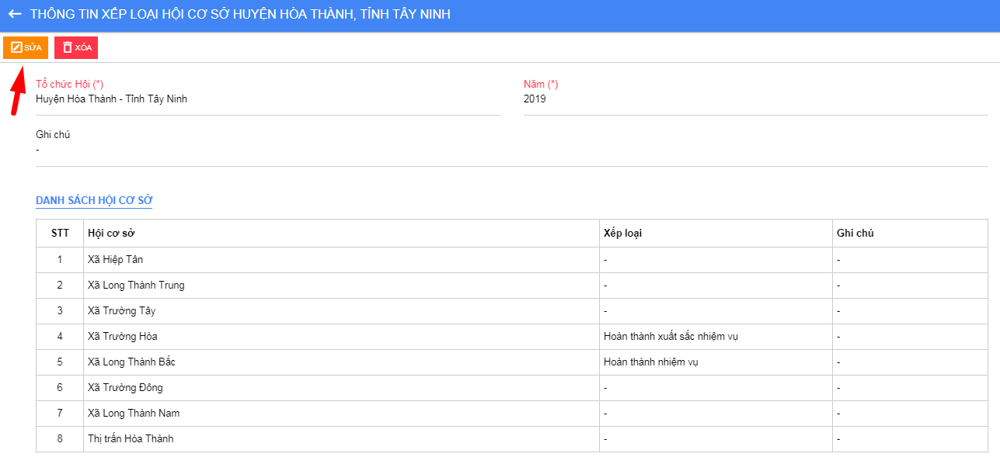 THÔNG TIN XẾP LOẠI HỘI CƠ SỞ HUYỆN HÒA THÀNH, TỈNH TÂY NINH
SỬA XÓA
Tổ chức Hội (*) Năm (*)
Huyện Hòa Thành - Tỉnh Tây Ninh 2019
Ghi chú
-
DANH SÁCH HỘI CƠ SỞ
STT Hội cơ sở Xếp loại Ghi chú
1 Xã Hiệp Tân - -
2 Xã Long Thành Trung - -
3 Xã Trường Tây - -
4 Xã Trường Hòa Hoàn thành xuất sắc nhiệm vụ -
5 Xã Long Thành Bắc Hoàn thành nhiệm vụ -
6 Xã Trường Đông - -
7 Xã Long Thành Nam - -
8 Thị trấn Hòa Thành - -